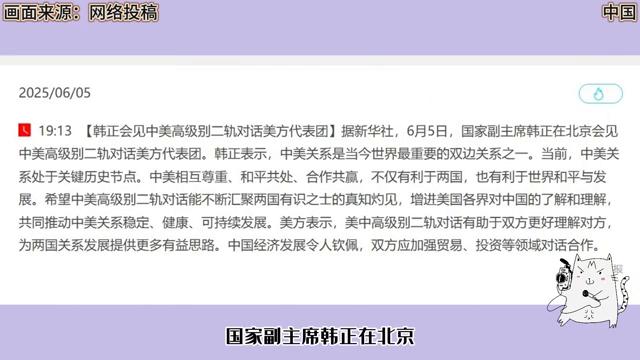 画面来源：网络投稿
中国
2025/06/05
19:13 【韩正会见中美高级别二轨对话美方代表团】据新华社，6月5日，国家副主席韩正在北京会见
中美高级别二轨对话美方代表团。韩正表示，中美关系是当今世界最重要的双边关系之一。当前，中美关
系处于关键历史节点。中美相互尊重、和平共处、合作共赢，不仅有利于两国，也有利于世界和平与发
展。希望中美高级别二轨对话能不断汇聚两国有识之士的真知灼见，增进美国各界对中国的了解和理解，
共同推动中美关系稳定、健康、可持续发展。美方表示，美中高级别二轨对话有助于双方更好理解对方，
为两国关系发展提供更多有益思路。中国经济发展令人钦佩，双方应加强贸易、投资等领域对话合作。
报
国家副主席韩正在北京